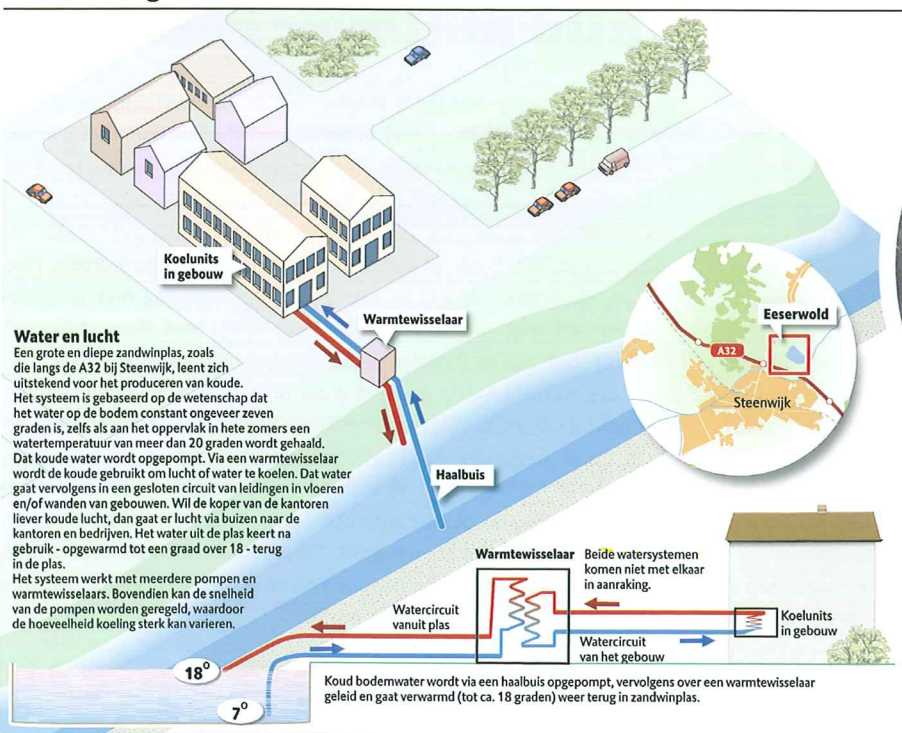 Koelunits
in gebouw
Warmtewisselaar
Eeserwold
A32
Steenwijk
Water en lucht
Een grote en diepe zandwinplas, zoals
die langs de A32 bij Steenwijk, leent zich
uitstekend voor het produceren van koude.
Het systeem is gebaseerd op de wetenschap dat
het water op de bodem constant ongeveer zeven
graden is, zelfs als aan het oppervlak in hete zomers een
watertemperatuur van meer dan 20 graden wordt gehaald.
Dat koude water wordt opgepompt. Via een warmtewisselaar
wordt de koude gebruikt om lucht of water te koelen. Dat water
gaat vervolgens in een gesloten circuit van leidingen in vloeren
en/of wanden van gebouwen. Wil de koper van de kantoren
liever koude lucht, dan gaat er lucht via buizen naar de
kantoren en bedrijven. Het water uit de plas keert na
gebruik - opgewarmd tot een graad over 18 - terug
in de plas.
Het systeem werkt met meerdere pompen en
warmtewisselaars. Bovendien kan de snelheid
van de pompen worden geregeld, waardoor
de hoeveelheid koeling sterk kan varieren.
Haalbuis
Warmtewisselaar
Beide watersystemen
komen niet met elkaar
in aanraking.
Watercircuit
vanuit plas
Koelunits
in gebouw
Watercircuit
van het gebouw
18°
7°
Koud bodemwater wordt via een haalbuis opgepompt, vervolgens over een warmtewisselaar
geleid en gaat verwarmd (tot ca. 18 graden) weer terug in zandwinplas.